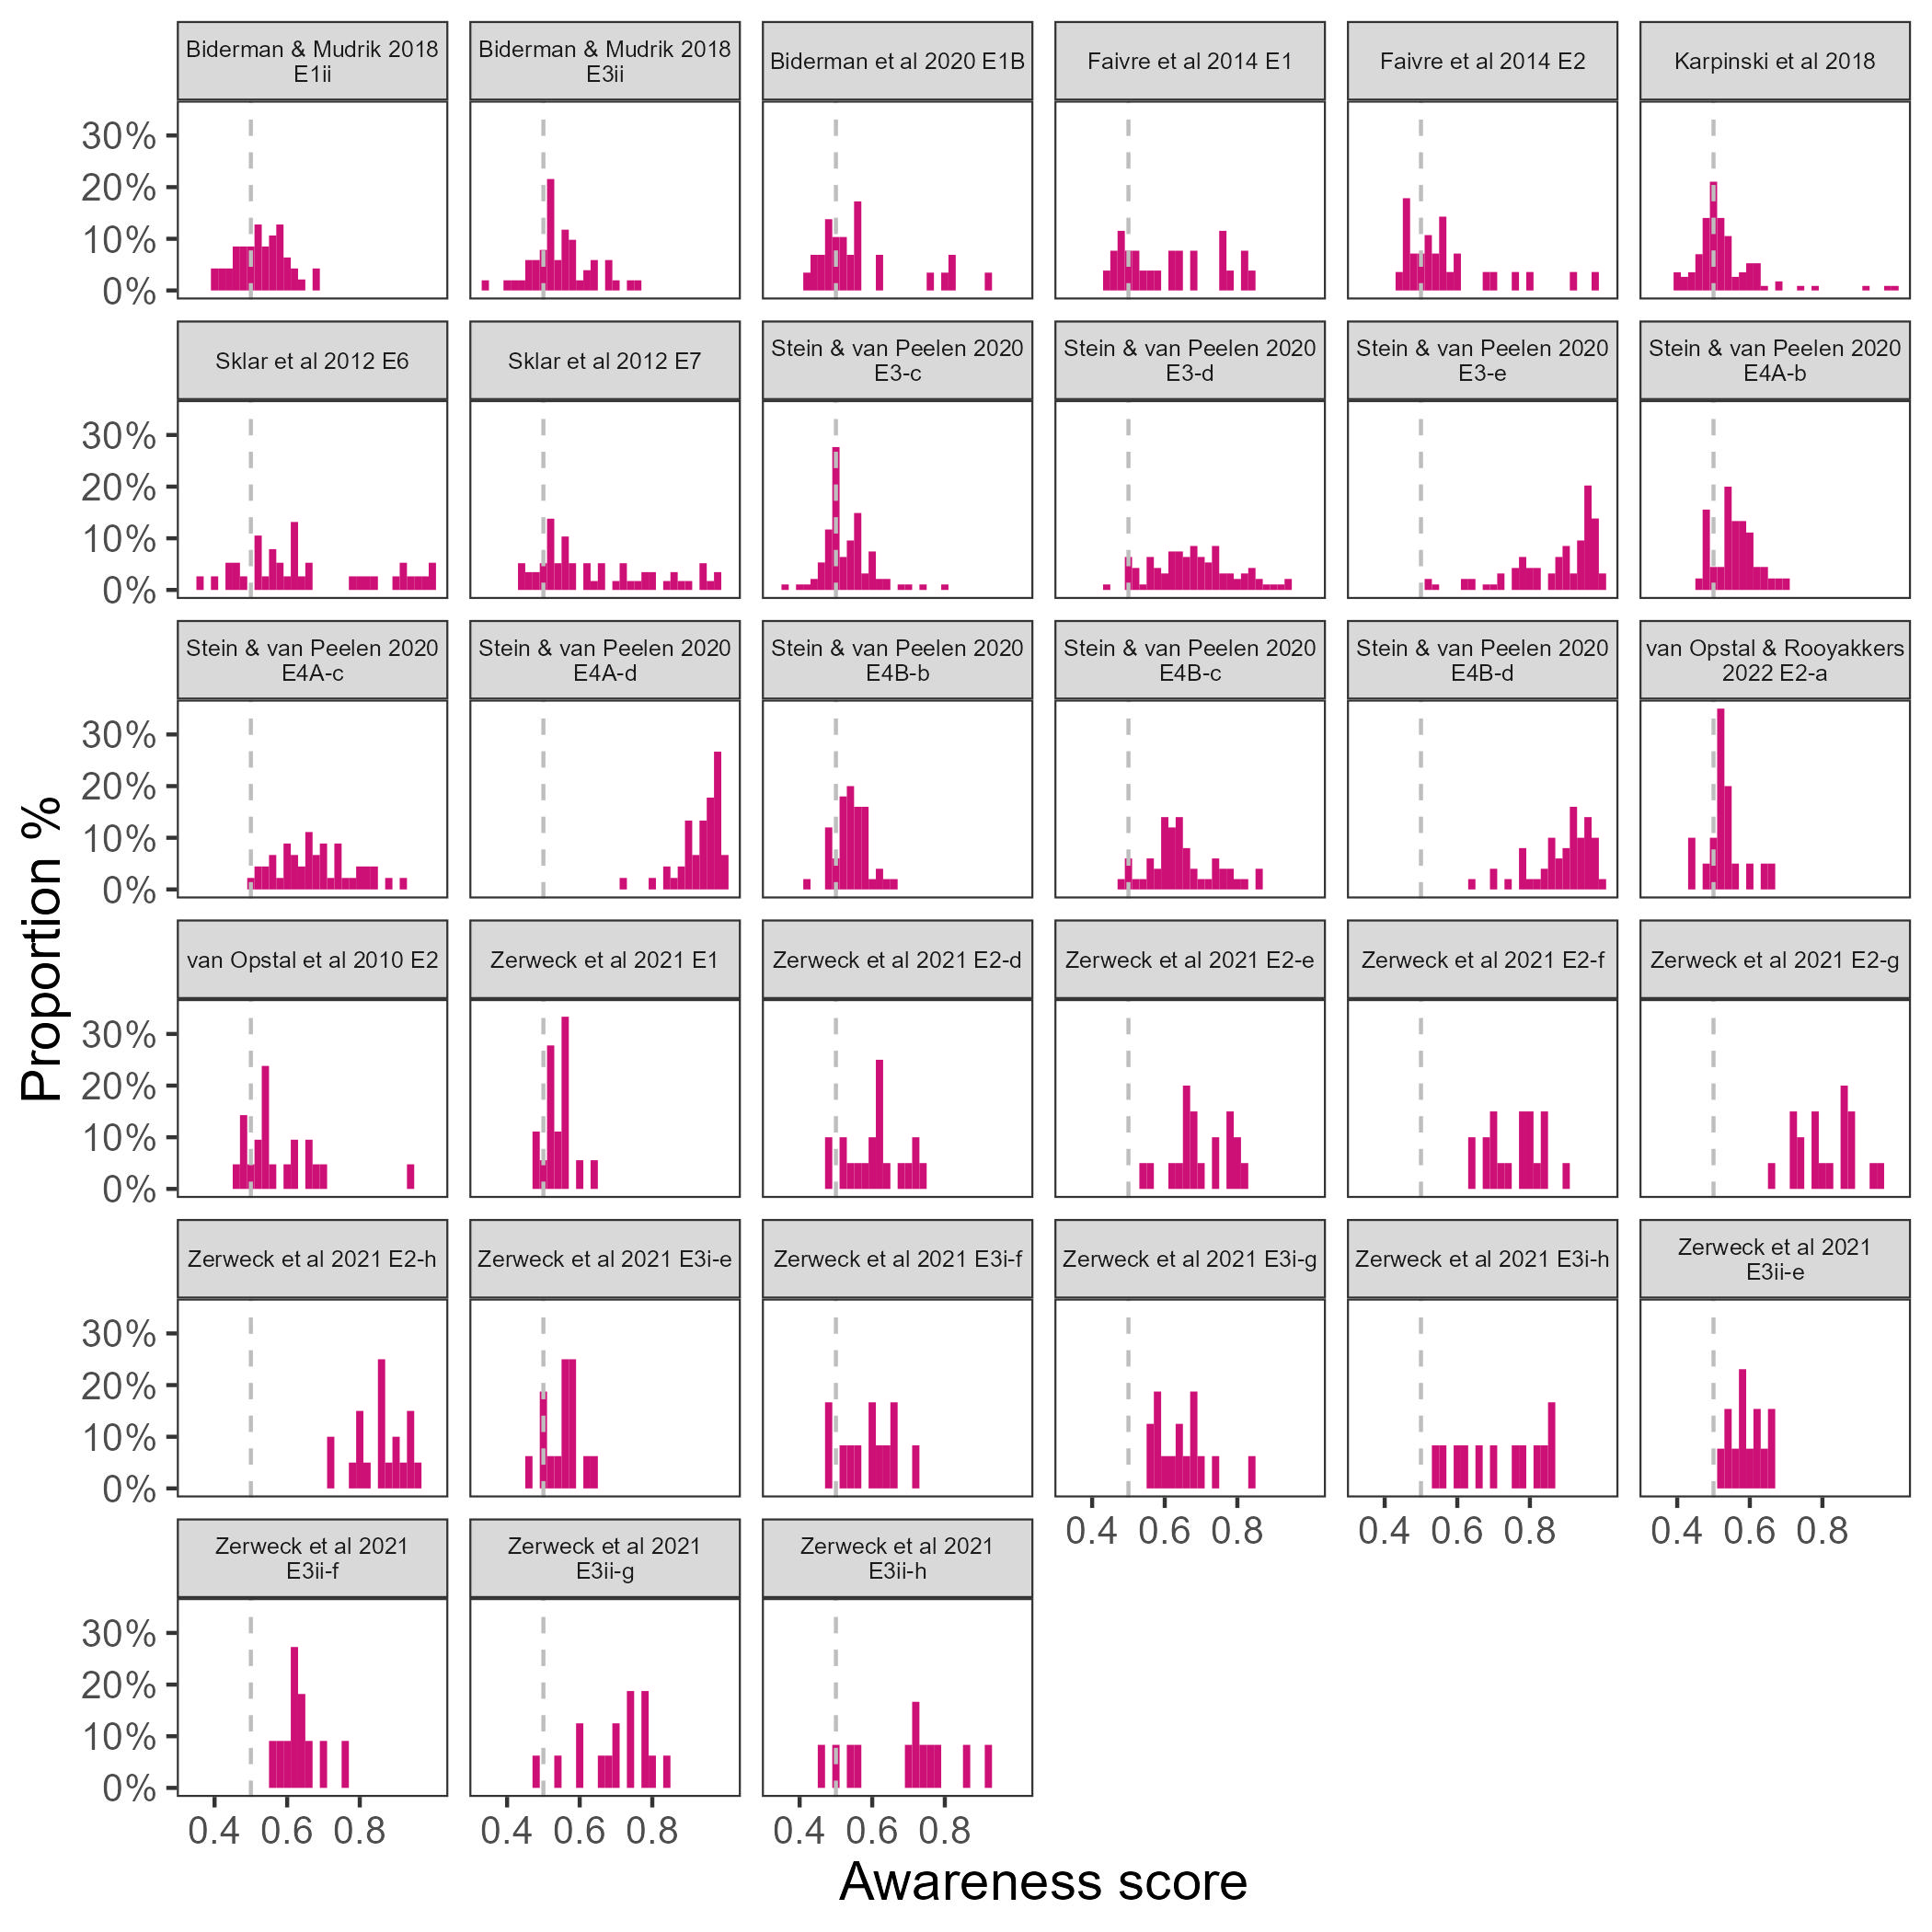 Biderman & Mudrik 2018
E1ii
Biderman & Mudrik 2018
E3ii
Biderman et al 2020 E1B
Faivre et al 2014 E1
Faivre et al 2014 E2
Karpinski et al 2018
30%
20%
10%
0%
Sklar et al 2012 E6
Sklar et al 2012 E7
Stein & van Peelen 2020
E3-c
Stein & van Peelen 2020
E3-d
Stein & van Peelen 2020
E3-e
Stein & van Peelen 2020
E4A-b
30%
20%
10%
0%
Stein & van Peelen 2020
E4A-c
Stein & van Peelen 2020
E4A-d
Stein & van Peelen 2020
E4B-b
Stein & van Peelen 2020
E4B-c
Stein & van Peelen 2020
E4B-d
van Opstal & Rooyakkers
2022 E2-a
30%
20%
10%
0%
Proportion %
van Opstal et al 2010 E2
Zerweck et al 2021 E1
Zerweck et al 2021 E2-d
Zerweck et al 2021 E2-e
Zerweck et al 2021 E2-f
Zerweck et al 2021 E2-g
30%
20%
10%
0%
Zerweck et al 2021 E2-h
Zerweck et al 2021 E3i-e
Zerweck et al 2021 E3i-f
Zerweck et al 2021 E3i-g
Zerweck et al 2021 E3i-h
Zerweck et al 2021
E3ii-e
30%
20%
10%
0%
0.4 0.6 0.8
0.4 0.6 0.8
0.4 0.6 0.8
Zerweck et al 2021
E3ii-f
Zerweck et al 2021
E3ii-g
Zerweck et al 2021
E3ii-h
30%
20%
10%
0%
0.4 0.6 0.8
0.4 0.6 0.8
0.4 0.6 0.8
Awareness score